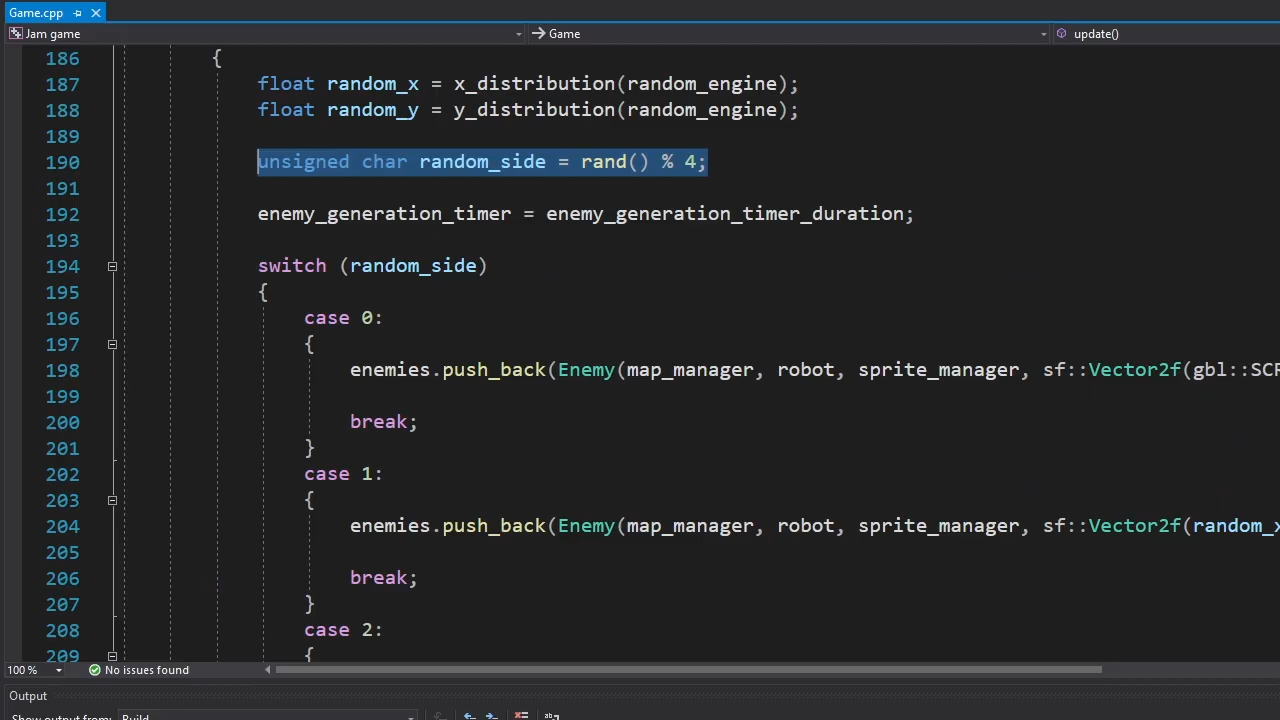 Game.cpp
Jam game Game update()
186 {
187 float random_x = x_distribution(random_engine);
188 float random_y = y_distribution(random_engine);
189
190 unsigned char random_side = rand() % 4;
191
192 enemy_generation_timer = enemy_generation_timer_duration;
193
194 switch (random_side)
195 {
196 case 0:
197 {
198 enemies.push_back(Enemy(map_manager, robot, sprite_manager, sf::Vector2f(gbl::SCR
199
200 break;
201 }
202 case 1:
203 {
204 enemies.push_back(Enemy(map_manager, robot, sprite_manager, sf::Vector2f(random_x
205
206 break;
207 }
208 case 2:
209 {
100 % No issues found
Output
Show output from: Build